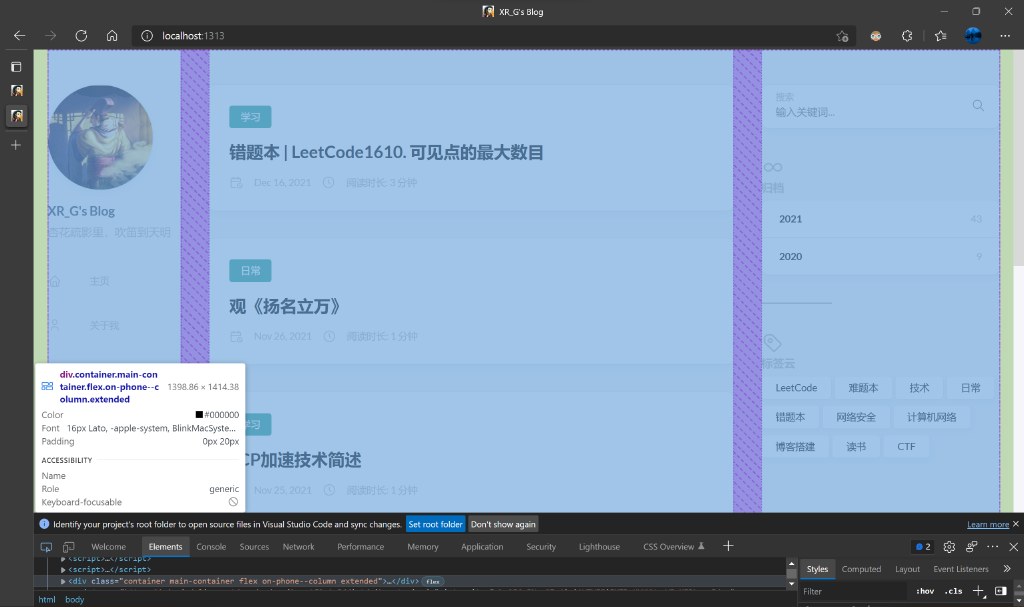 XR_G's Blog
localhost:1313
XR_G's Blog
杏花疏影里，吹笛到天明
主页
关于我
学习
错题本 | LeetCode1610. 可见点的最大数目
Dec 16, 2021 阅读时长: 3 分钟
日常
观《扬名立万》
Nov 26, 2021 阅读时长: 1 分钟
学习
CP加速技术简述
Nov 25, 2021 阅读时长: 1 分钟
搜索
输入关键词...
归档
2021 43
2020 9
标签云
LeetCode 难题本 技术 日常
错题本 网络安全 计算机网络
博客搭建 读书 CTF
div.container.main-con
tainer.flex.on-phone--c
olumn.extended
1398.86 × 1414.38
Color #000000
Font 16px Lato, -apple-system, BlinkMacSyste...
Padding 0px 20px
ACCESSIBILITY
Name
Role generic
Keyboard-focusable
Identify your project's root folder to open source files in Visual Studio Code and sync changes. Set root folder Don't show again Learn more
Welcome Elements Console Sources Network Performance Memory Application Security Lighthouse CSS Overview 2
<script>…</script>
<script>…</script>
<div class="container main-container flex on-phone--column extended">…</div> flex
html body
Styles Computed Layout Event Listeners
Filter :hov .cls